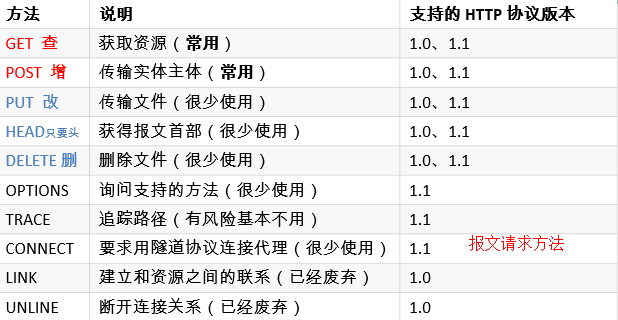 方法 说明 支持的 HTTP 协议版本
GET 查 获取资源（常用） 1.0、1.1
POST 增 传输实体主体（常用） 1.0、1.1
PUT 改 传输文件（很少使用） 1.0、1.1
HEAD只要头 获得报文首部（很少使用） 1.0、1.1
DELETE 删 删除文件（很少使用） 1.0、1.1
OPTIONS 询问支持的方法（很少使用） 1.1
TRACE 追踪路径（有风险基本不用） 1.1
CONNECT 要求用隧道协议连接代理（很少使用） 1.1 报文请求方法
LINK 建立和资源之间的联系（已经废弃） 1.0
UNLINE 断开连接关系（已经废弃） 1.0